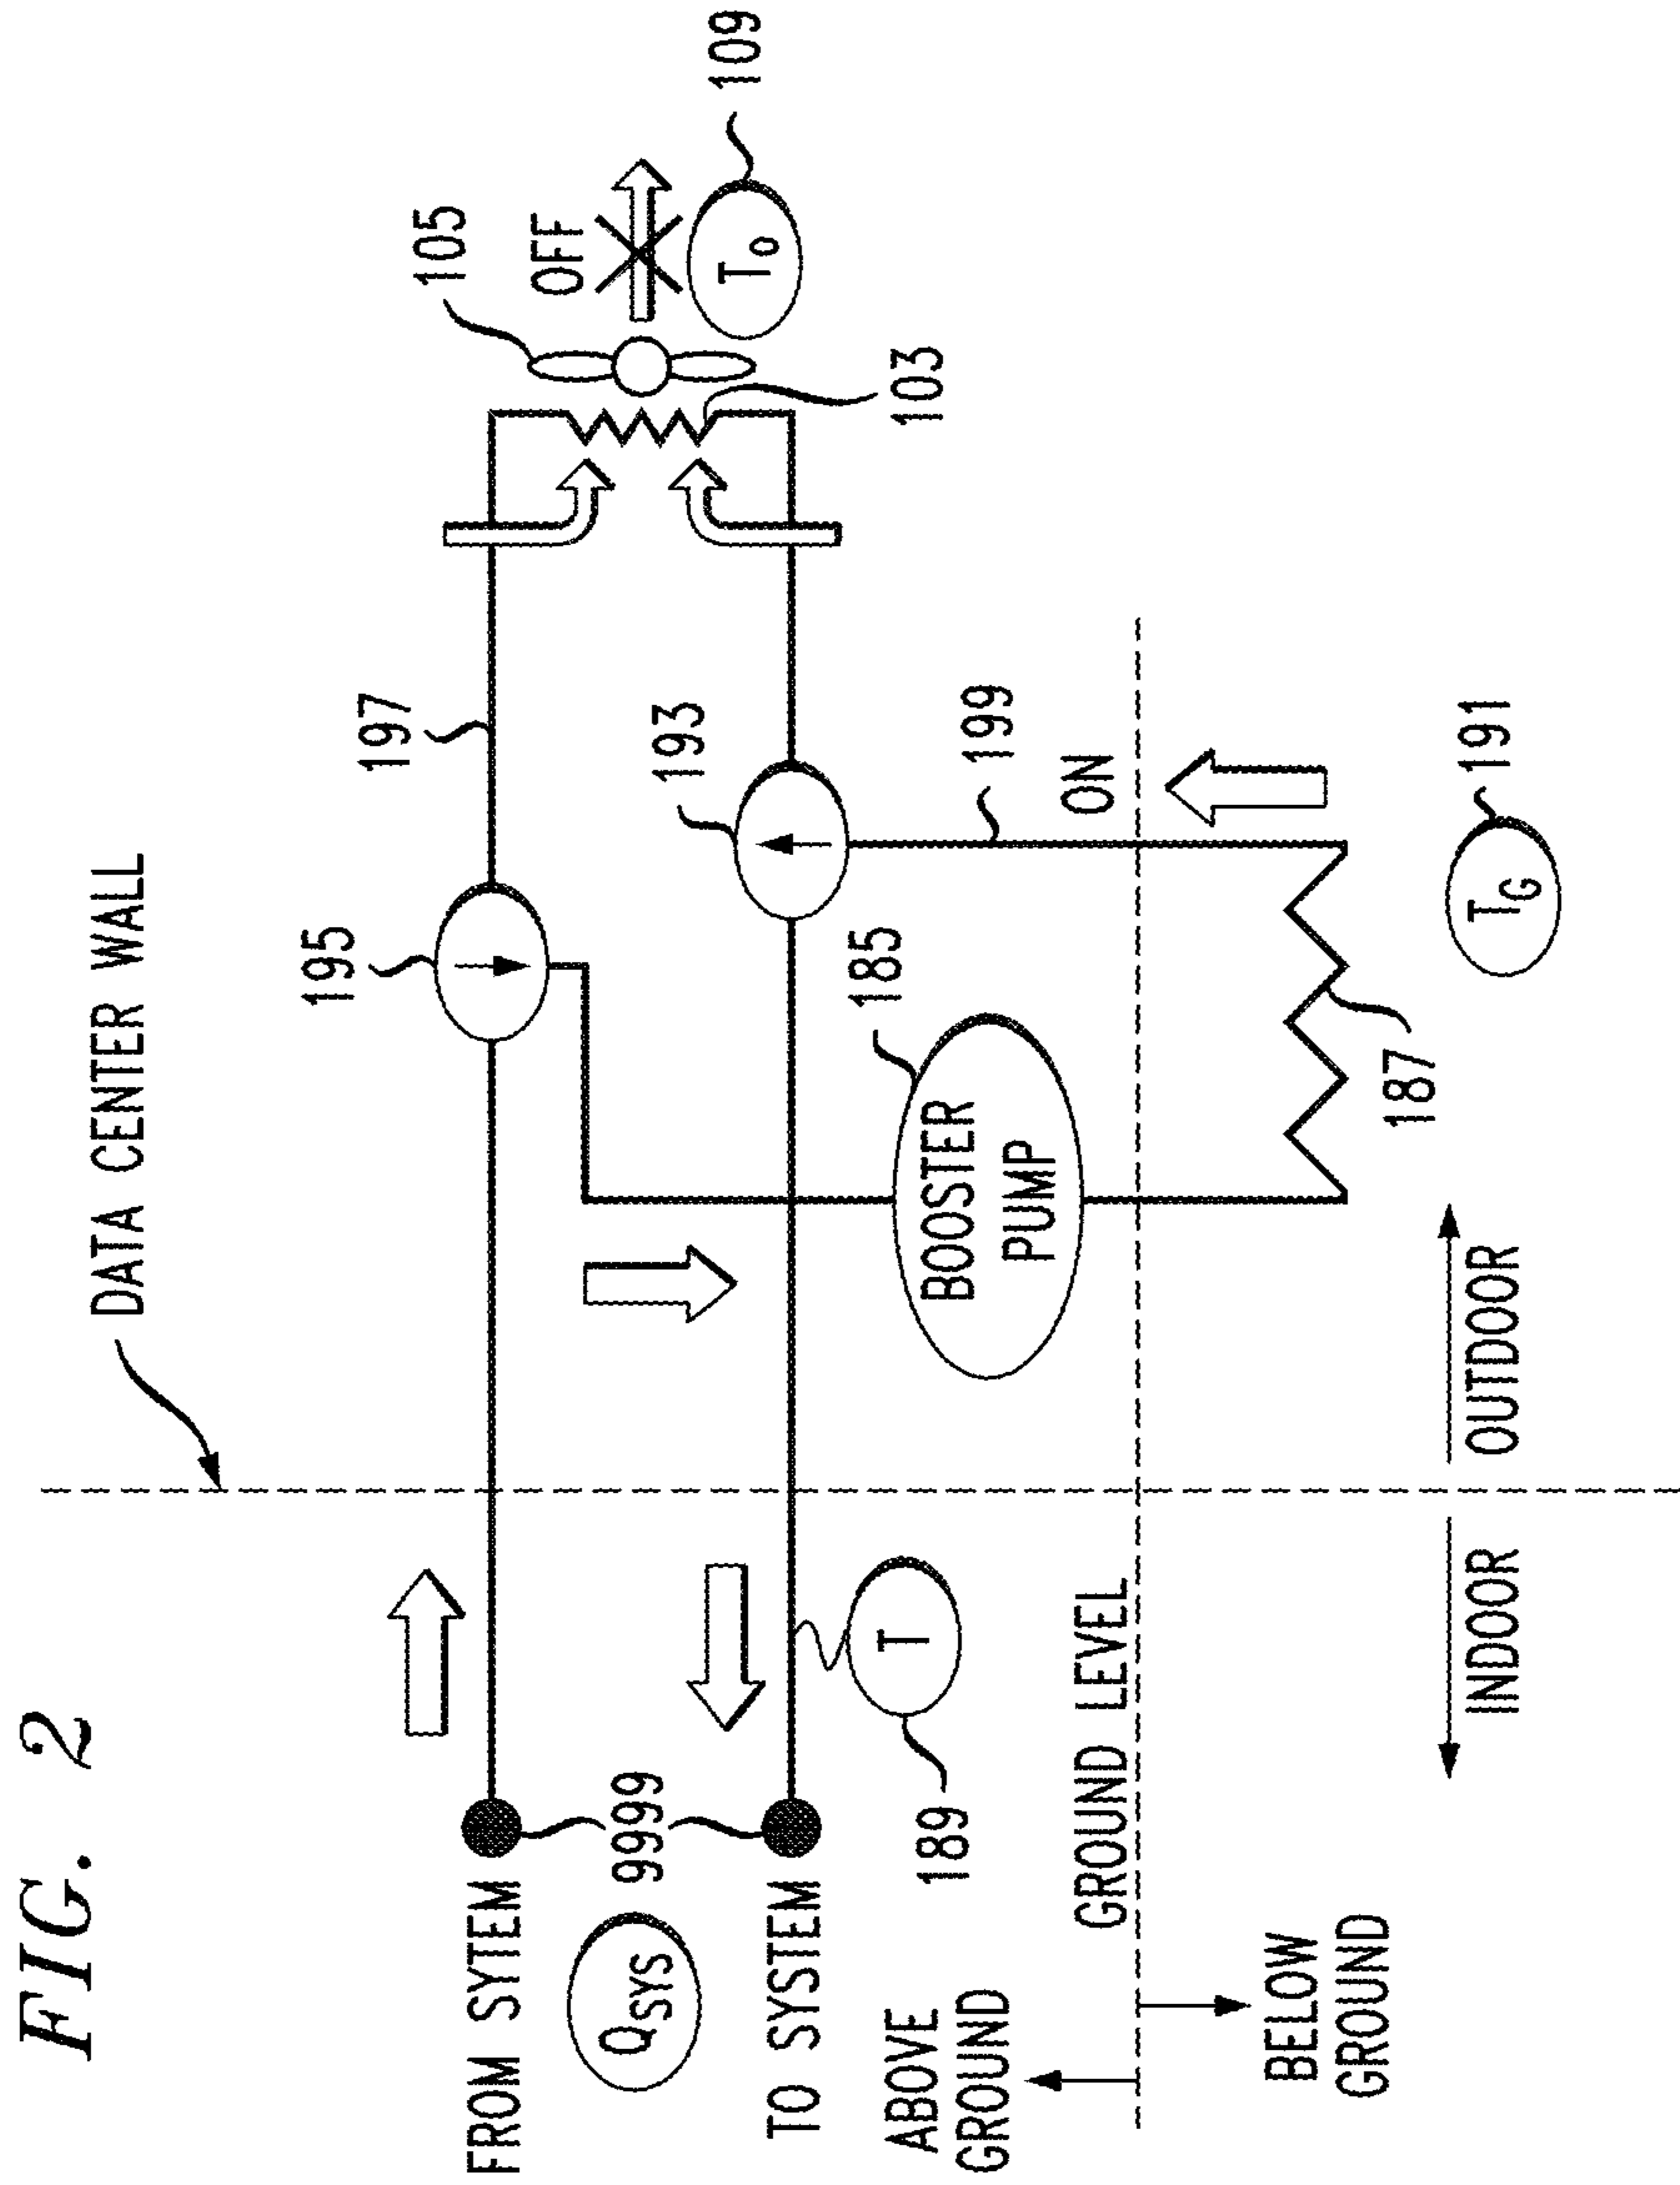 FIG. 2
DATA CENTER WALL
197
105
OFF
195
109
T0
FROM SYTEM
9999
QSYS
193
103
TO SYSTEM
185
BOOSTER
PUMP
199
ON
T
189
ABOVE
GROUND
GROUND LEVEL
BELOW
GROUND
187
191
TG
INDOOR
OUTDOOR